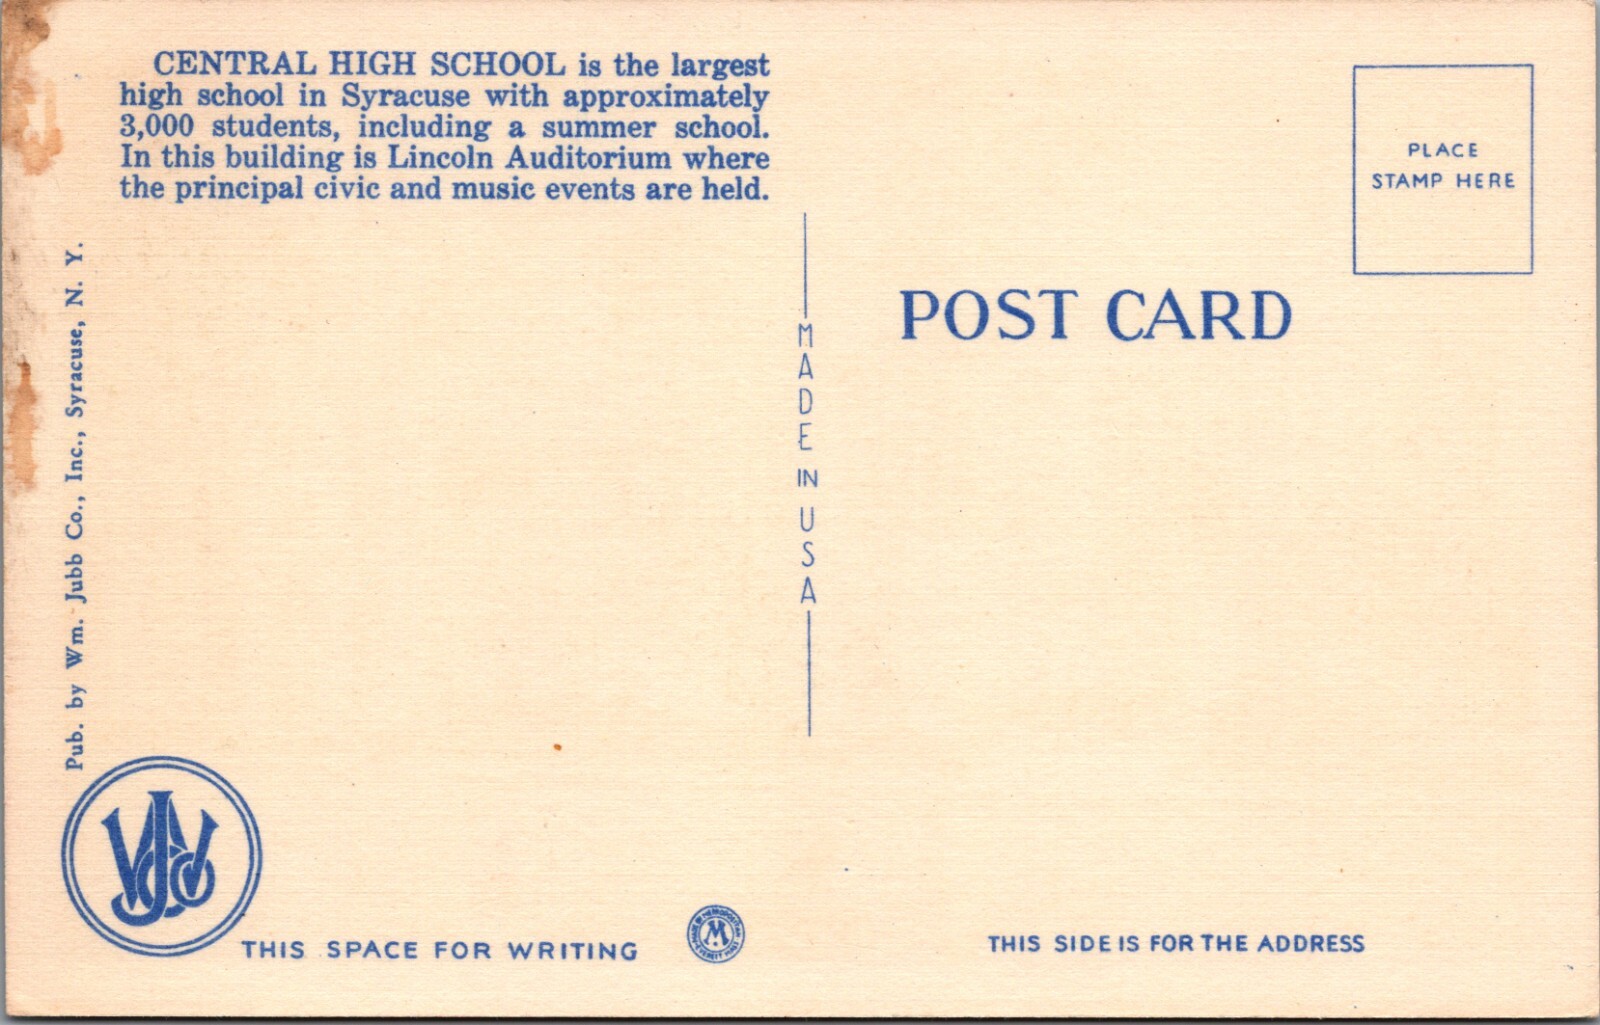 CENTRAL HIGH SCHOOL is the largest
high school in Syracuse with approximately
3,000 students, including a summer school.
In this building is Lincoln Auditorium where
the principal civic and music events are held.
Pub. by Wm. Jubb Co., Inc., Syracuse, N. Y.
WJCo
THIS SPACE FOR WRITING
M
MADE IN USA
PLACE
STAMP HERE
POST CARD
THIS SIDE IS FOR THE ADDRESS